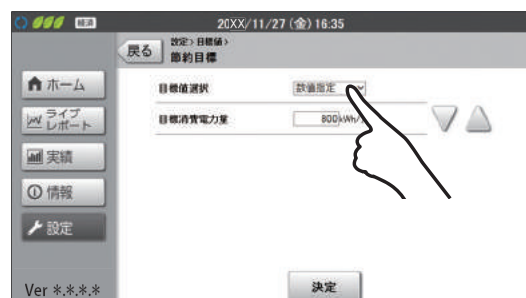 経済
20XX/11/27(金)16:35
戻る
設定>目標値>
節約目標
ホーム
ライブ
レポート
実績
情報
設定
Ver *.*.*.*
目標値選択
数値指定
目標消費電力量
800 kWh/
決定